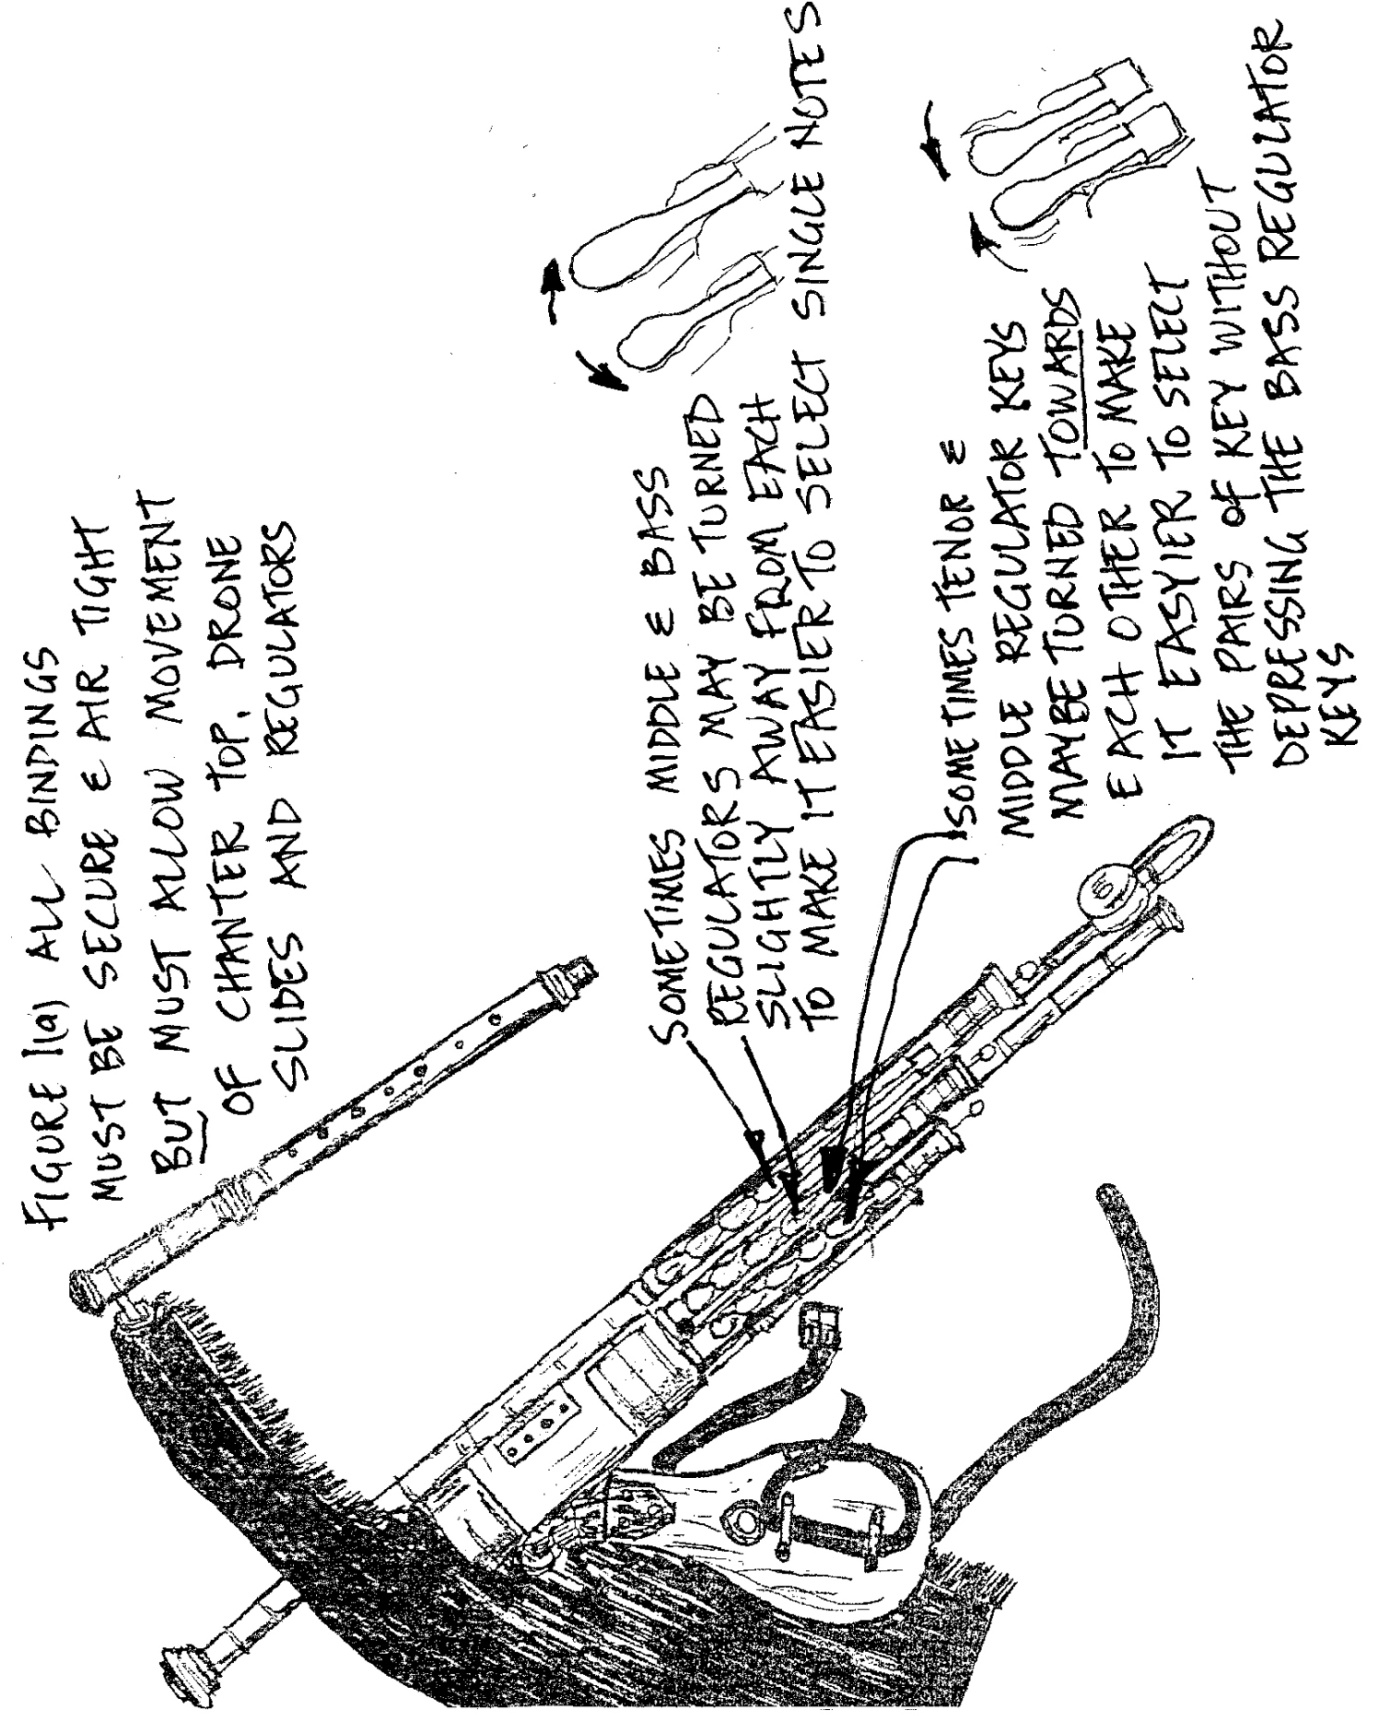 FIGURE 1(a) ALL BINDINGS
MUST BE SECURE & AIR TIGHT
BUT MUST ALLOW MOVEMENT
OF CHANTER TOP, DRONE
SLIDES AND REGULATORS
SOMETIMES MIDDLE & BASS
REGULATORS MAY BE TURNED
SLIGHTLY AWAY FROM EACH
TO MAKE IT EASIER TO SELECT SINGLE NOTES
SOMETIMES TENOR &
MIDDLE REGULATOR KEYS
MAYBE TURNED TOWARDS
EACH OTHER TO MAKE
IT EASYIER TO SELECT
THE PAIRS OF KEY WITHOUT
DEPRESSING THE BASS REGULATOR
KEYS